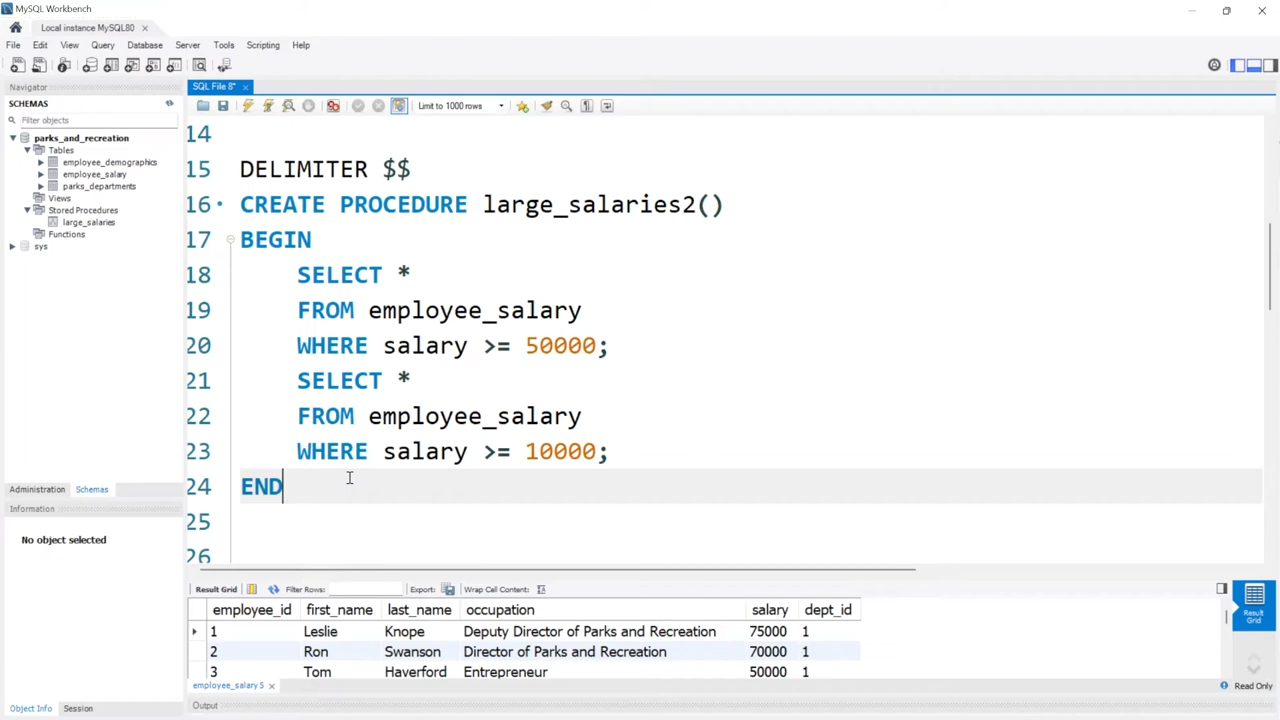 MySQL Workbench
Local instance MySQL80
File Edit View Query Database Server Tools Scripting Help
Navigator
SCHEMAS
Filter objects
parks_and_recreation
Tables
employee_demographics
employee_salary
parks_departments
Views
Stored Procedures
large_salaries
Functions
sys
Administration Schemas
Information
No object selected
Object Info Session
SQL File 8*
Limit to 1000 rows
14
15 DELIMITER $$
16 CREATE PROCEDURE large_salaries2()
17 BEGIN
18 SELECT *
19 FROM employee_salary
20 WHERE salary >= 50000;
21 SELECT *
22 FROM employee_salary
23 WHERE salary >= 10000;
24 END
25
26
Result Grid Filter Rows: Export: Wrap Cell Content:
employee_id first_name last_name occupation salary dept_id
1 Leslie Knope Deputy Director of Parks and Recreation 75000 1
2 Ron Swanson Director of Parks and Recreation 70000 1
3 Tom Haverford Entrepreneur 50000 1
Result
Grid
employee_salary 5
Read Only
Output